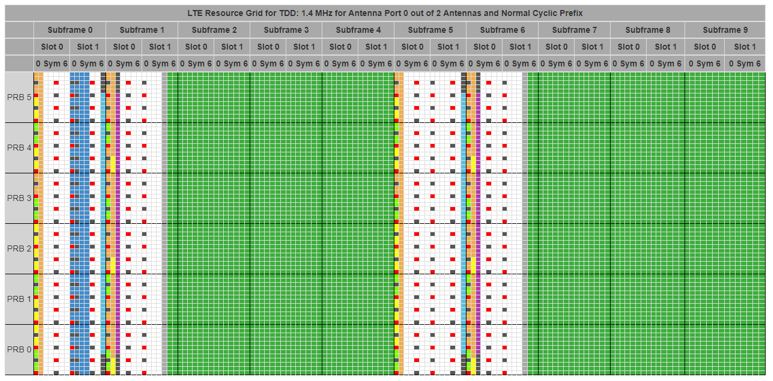 LTE Resource Grid for TDD: 1.4 MHz for Antenna Port 0 out of 2 Antennas and Normal Cyclic Prefix
Subframe 0 Subframe 1 Subframe 2 Subframe 3 Subframe 4 Subframe 5 Subframe 6 Subframe 7 Subframe 8 Subframe 9
Slot 0 Slot 1 Slot 0 Slot 1 Slot 0 Slot 1 Slot 0 Slot 1 Slot 0 Slot 1 Slot 0 Slot 1 Slot 0 Slot 1 Slot 0 Slot 1 Slot 0 Slot 1 Slot 0 Slot 1
0 Sym 6 0 Sym 6 0 Sym 6 0 Sym 6 0 Sym 6 0 Sym 6 0 Sym 6 0 Sym 6 0 Sym 6 0 Sym 6 0 Sym 6 0 Sym 6 0 Sym 6 0 Sym 6 0 Sym 6 0 Sym 6 0 Sym 6 0 Sym 6 0 Sym 6 0 Sym 6
PRB 5
PRB 4
PRB 3
PRB 2
PRB 1
PRB 0